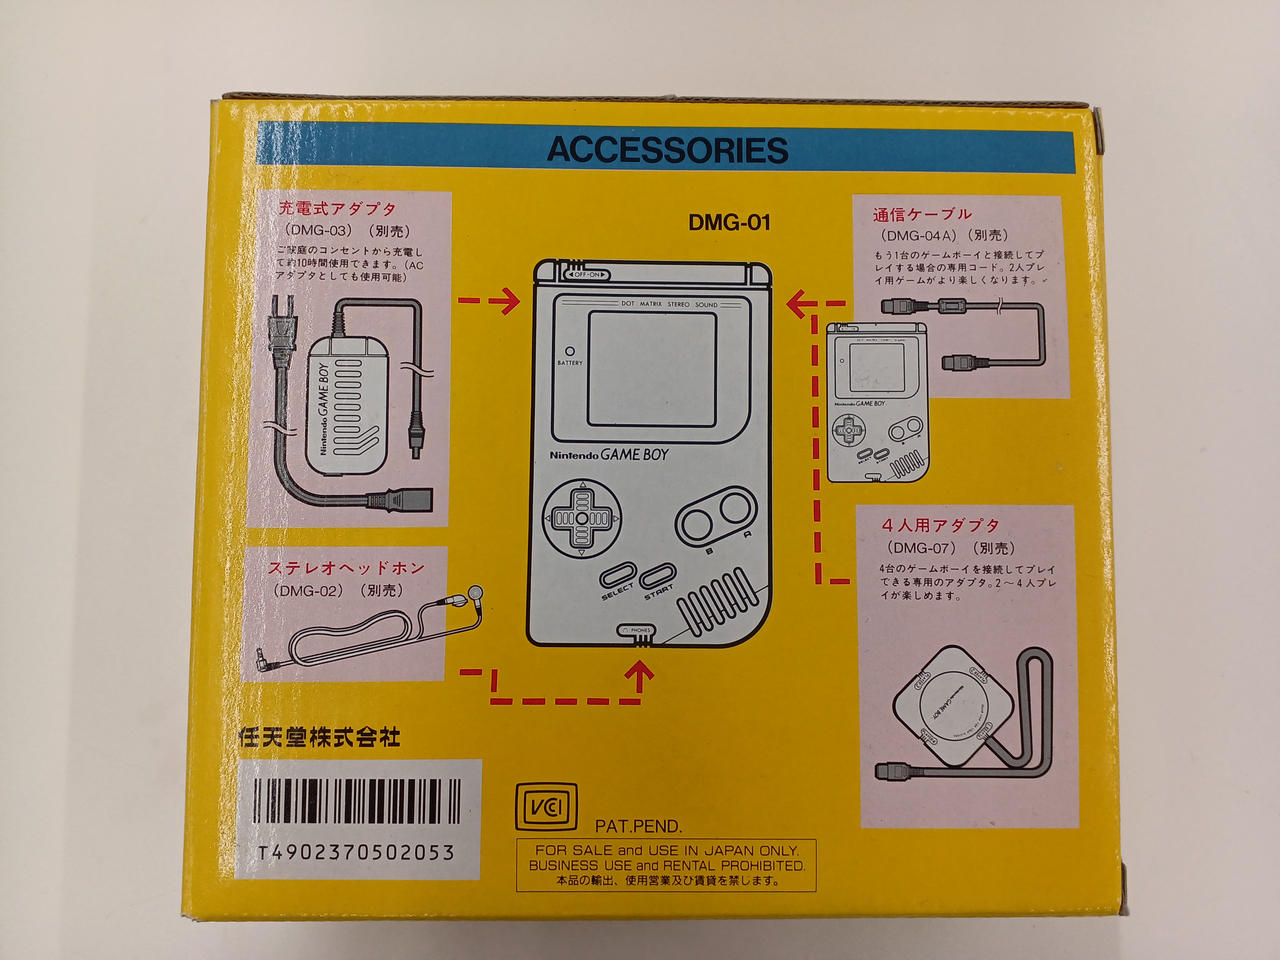 ACCESSORIES
充電式アダプタ
(DMG-03) (別売)
ご家庭のコンセントから充電し
て約10時間使用できます。(AC
アダプタとしても使用可能)
Nintendo GAME BOY
ステレオヘッドホン
(DMG-02) (別売)
DMG-01
◀OFF・ON▶
DOT MATRIX STEREO SOUND
BATTERY
Nintendo GAME BOY
B A
SELECT START
PHONES
通信ケーブル
(DMG-04A) (別売)
もう1台のゲームボーイと接続してプ
レイする場合の専用コード。2人プレ
イ用ゲームがより楽しくなります。
Nintendo GAME BOY
B A
SELECT
4人用アダプタ
(DMG-07) (別売)
4台のゲームボーイを接続してプレイ
できる専用のアダプタ。2〜4人プレ
イが楽しめます。
Nintendo GAME BOY
任天堂株式会社
T4902370502053
VCCI
PAT.PEND.
FOR SALE and USE IN JAPAN ONLY.
BUSINESS USE and RENTAL PROHIBITED.
本品の輸出、使用営業及び賃貸を禁じます。